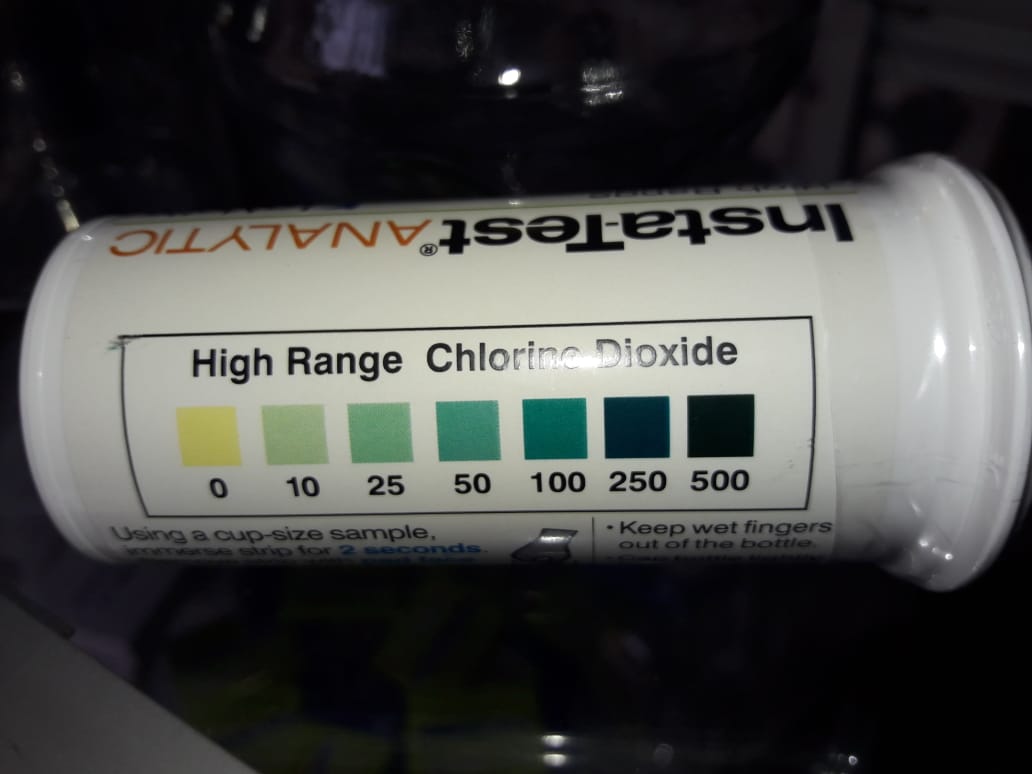 Insta-Test® ANALYTIC
High Range Chlorine Dioxide
0 10 25 50 100 250 500
Using a cup-size sample,
immerse strip for 2 seconds.
• Keep wet fingers
out of the bottle.